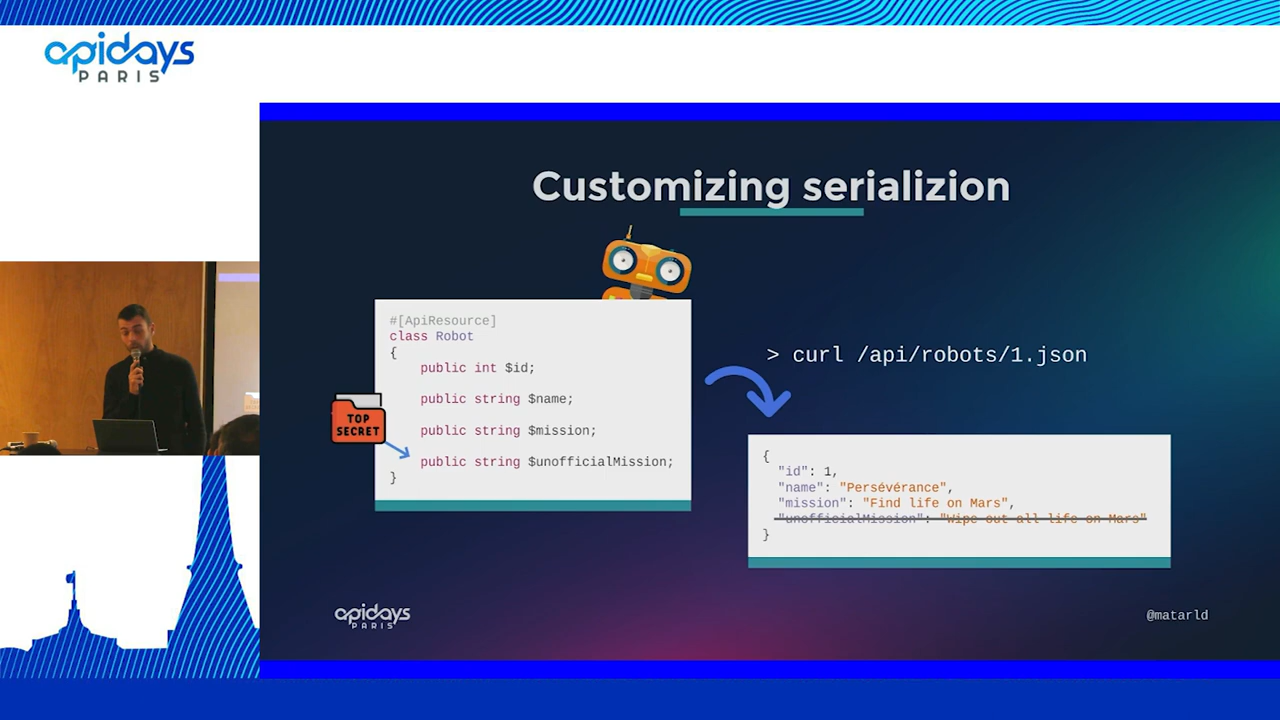 apidays
PARIS
Customizing serializion
#[ApiResource]
class Robot
{
public int $id;
public string $name;
public string $mission;
public string $unofficialMission;
}
TOP
SECRET
> curl /api/robots/1.json
{
"id": 1,
"name": "Persévérance",
"mission": "Find life on Mars",
"unofficialMission": "Wipe out all life on Mars"
}
apidays
PARIS
@matarld